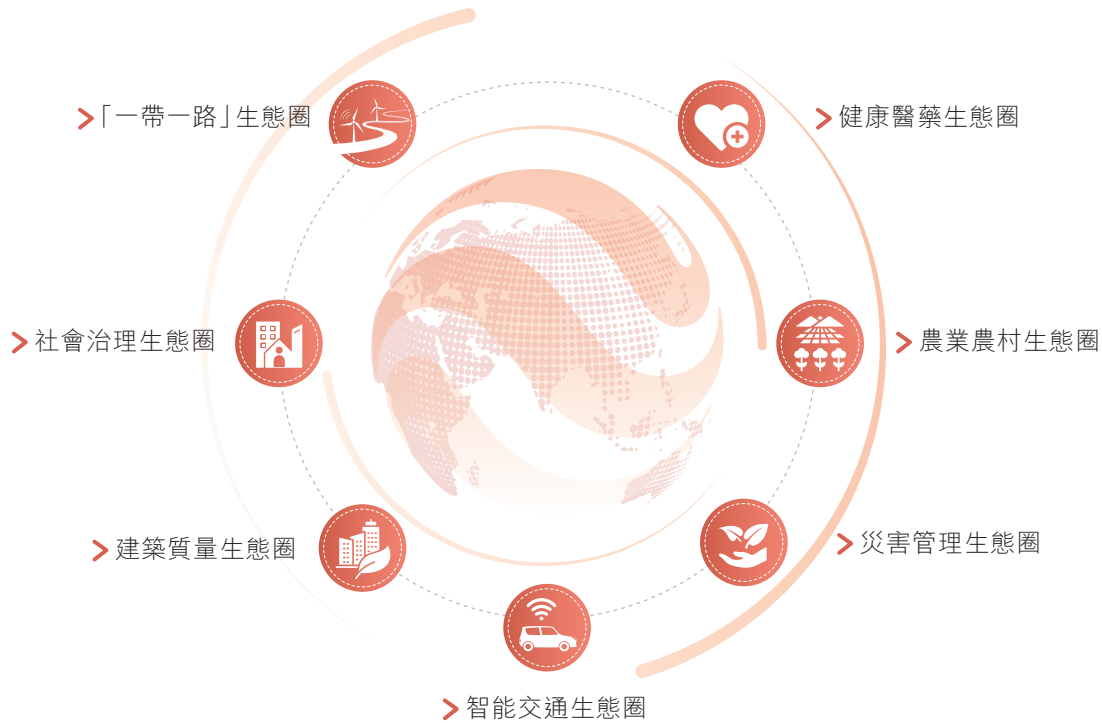 「一帶一路」生態圈
健康醫藥生態圈
社會治理生態圈
農業農村生態圈
建築質量生態圈
災害管理生態圈
智能交通生態圈